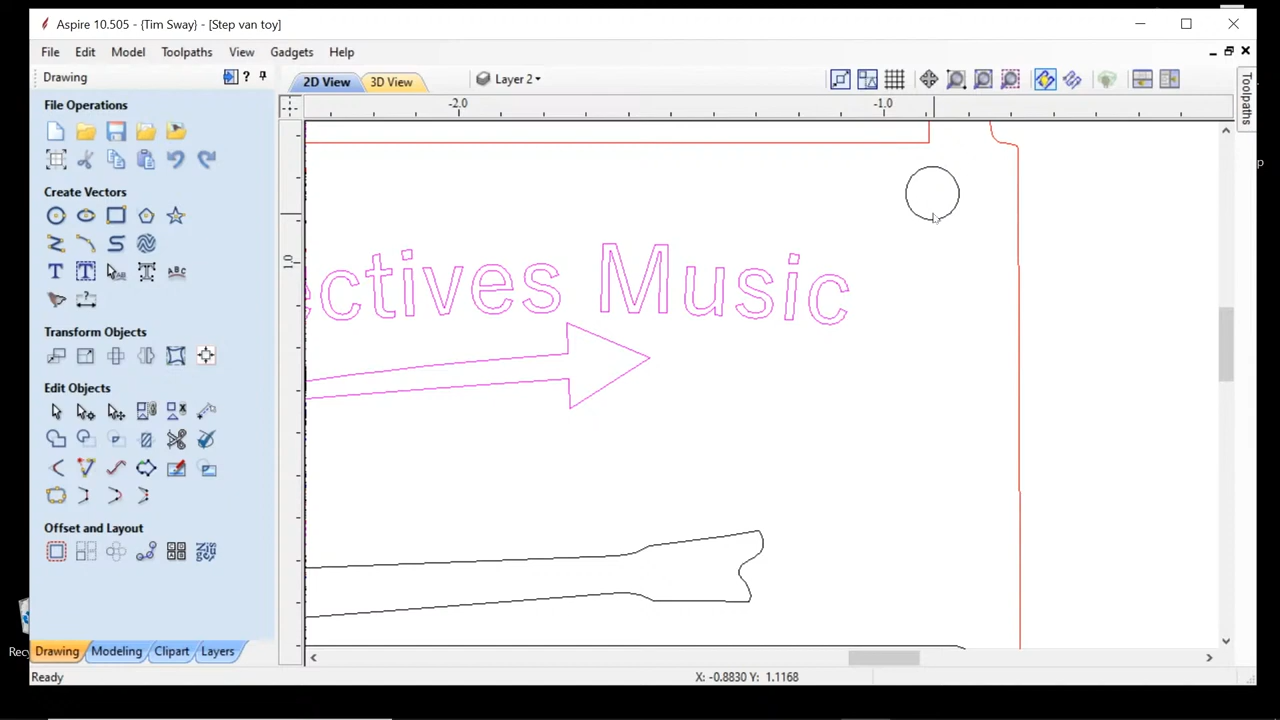 Aspire 10.505 - {Tim Sway} - [Step van toy]
File Edit Model Toolpaths View Gadgets Help
Drawing
2D View 3D View Layer 2
File Operations
-2.0 -1.0
Toolpaths
Create Vectors
1.0
ectives Music
Transform Objects
Edit Objects
Offset and Layout
Drawing Modeling Clipart Layers
Ready
X: -0.8830 Y: 1.1168